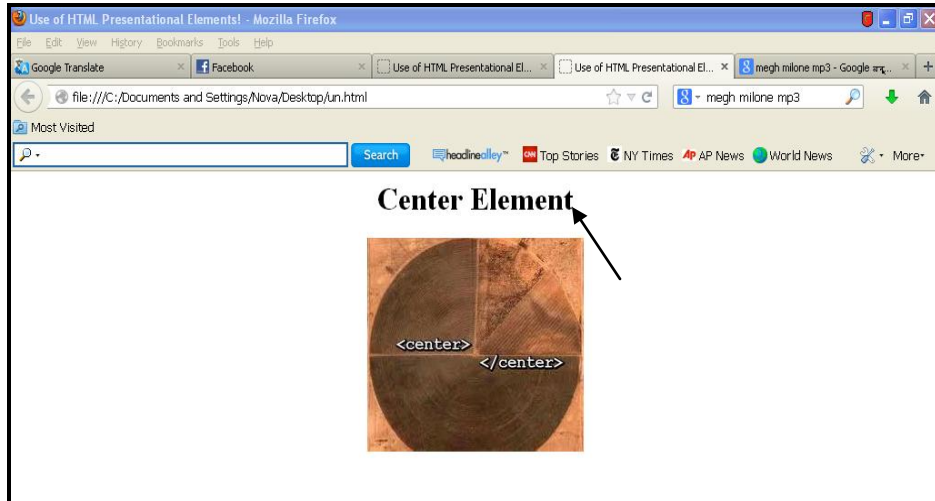 Use of HTML Presentational Elements! - Mozilla Firefox
File Edit View History Bookmarks Tools Help
Google Translate Facebook Use of HTML Presentational El... Use of HTML Presentational El... megh milone mp3 - Google
file:///C:/Documents and Settings/Nova/Desktop/un.html megh milone mp3
Most Visited
Search headlinealley™ CNN Top Stories NY Times AP AP News World News More
Center Element
<center>
</center>